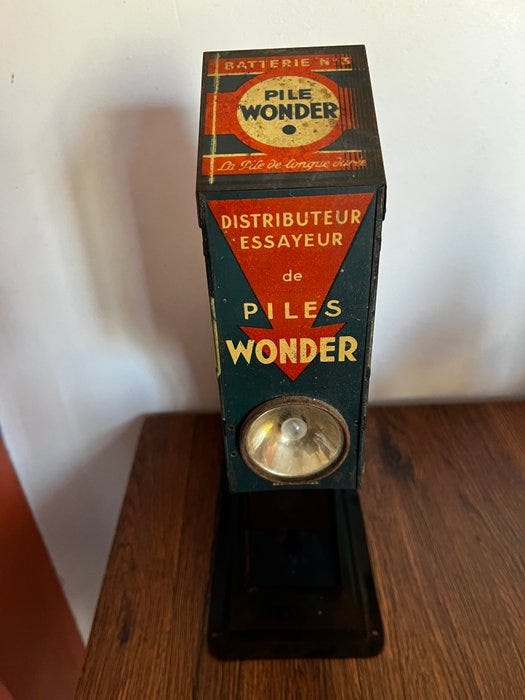 BATTERIE N°3
PILE
WONDER
La Pile de longue durée
DISTRIBUTEUR
ESSAYEUR
de
PILES
WONDER